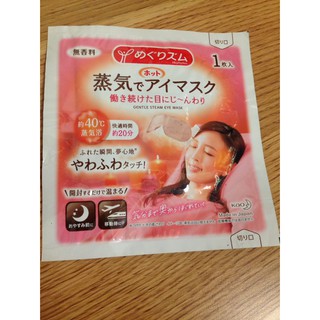 切り口
無香料
めぐりズム
1枚入
蒸気でホットアイマスク
働き続けた目にじ〜んわり
GENTLE STEAM EYE MASK
約40℃
蒸気浴
快適時間
約20分
ふれた瞬間、夢心地
やわふわタッチ!
開封するだけで温まる!
おやすみ前に
移動時に
Kao
Made in Japan
切り口